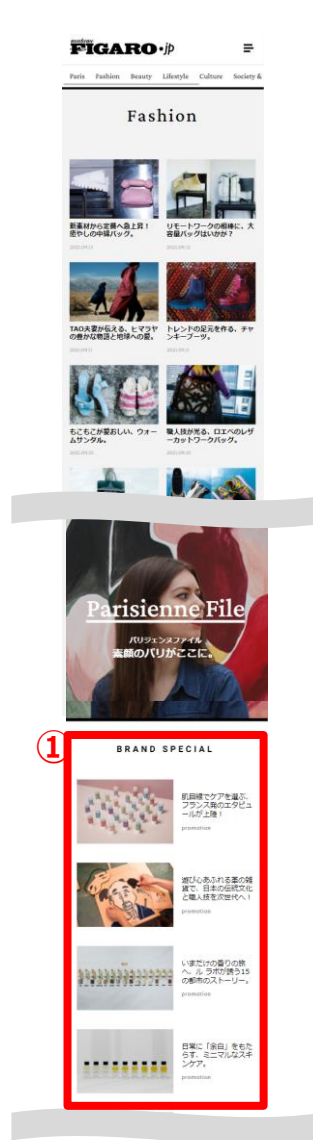 madame
FIGARO.jp
Paris Fashion Beauty Lifestyle Culture Society &
Fashion
新素材から定番へ急上昇！
癒やしの中綿バッグ。
リモートワークの相棒に、大
容量バッグはいかが？
TAO夫妻が伝える、ヒマラヤ
の豊かな物語と地球への愛。
トレンドの足元を作る、チャ
ンキーブーツ。
もこもこが愛おしい、ウォー
ムサンダル。
職人技が光る、ロエベのレザ
ーカットワークバッグ。
Parisienne File
パリジェンヌファイル
素顔のパリがここに。
①
BRAND SPECIAL
肌目線でケアを選ぶ、
フランス発のエタピュ
ールが上陸！
promotion
遊び心あふれる革の雑
貨で、日本の伝統文化
と職人技を次世代へ！
promotion
いまだけの香りの旅
へ、ル ラボが誘う15
の都市のストーリー。
promotion
日常に「余白」をもた
らす、ミニマルなスキ
ンケア。
promotion